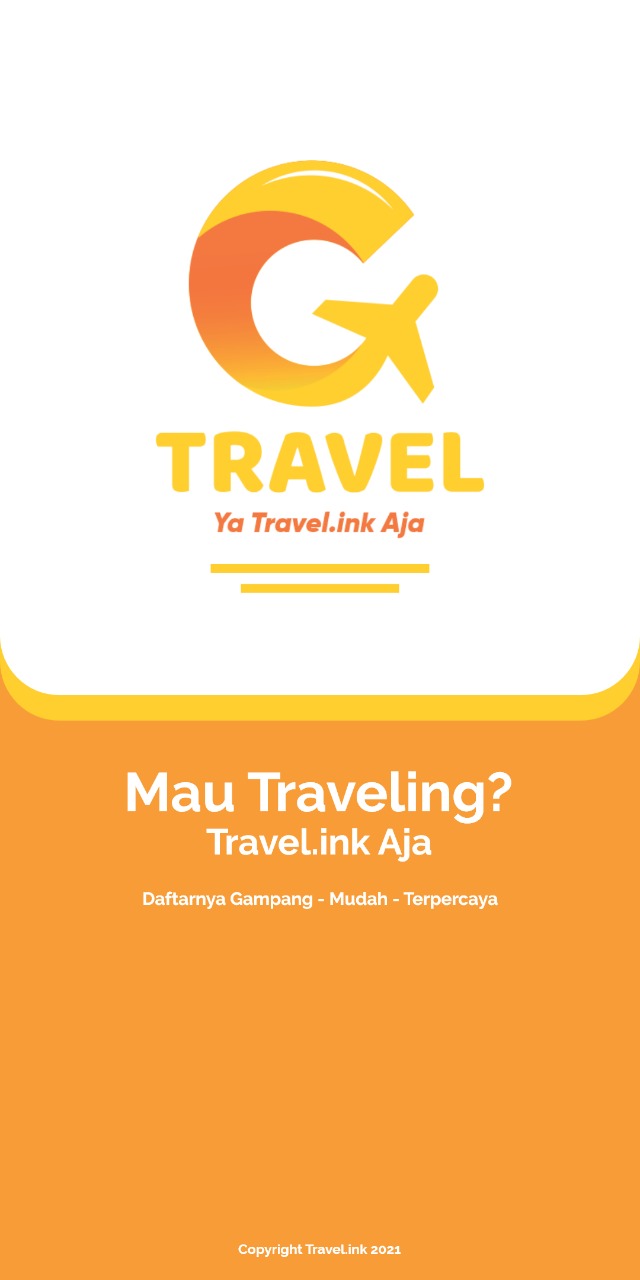 TRAVEL
Ya Travel.ink Aja
Mau Traveling?
Travel.ink Aja
Daftarnya Gampang - Mudah - Terpercaya
Copyright Travel.ink 2021